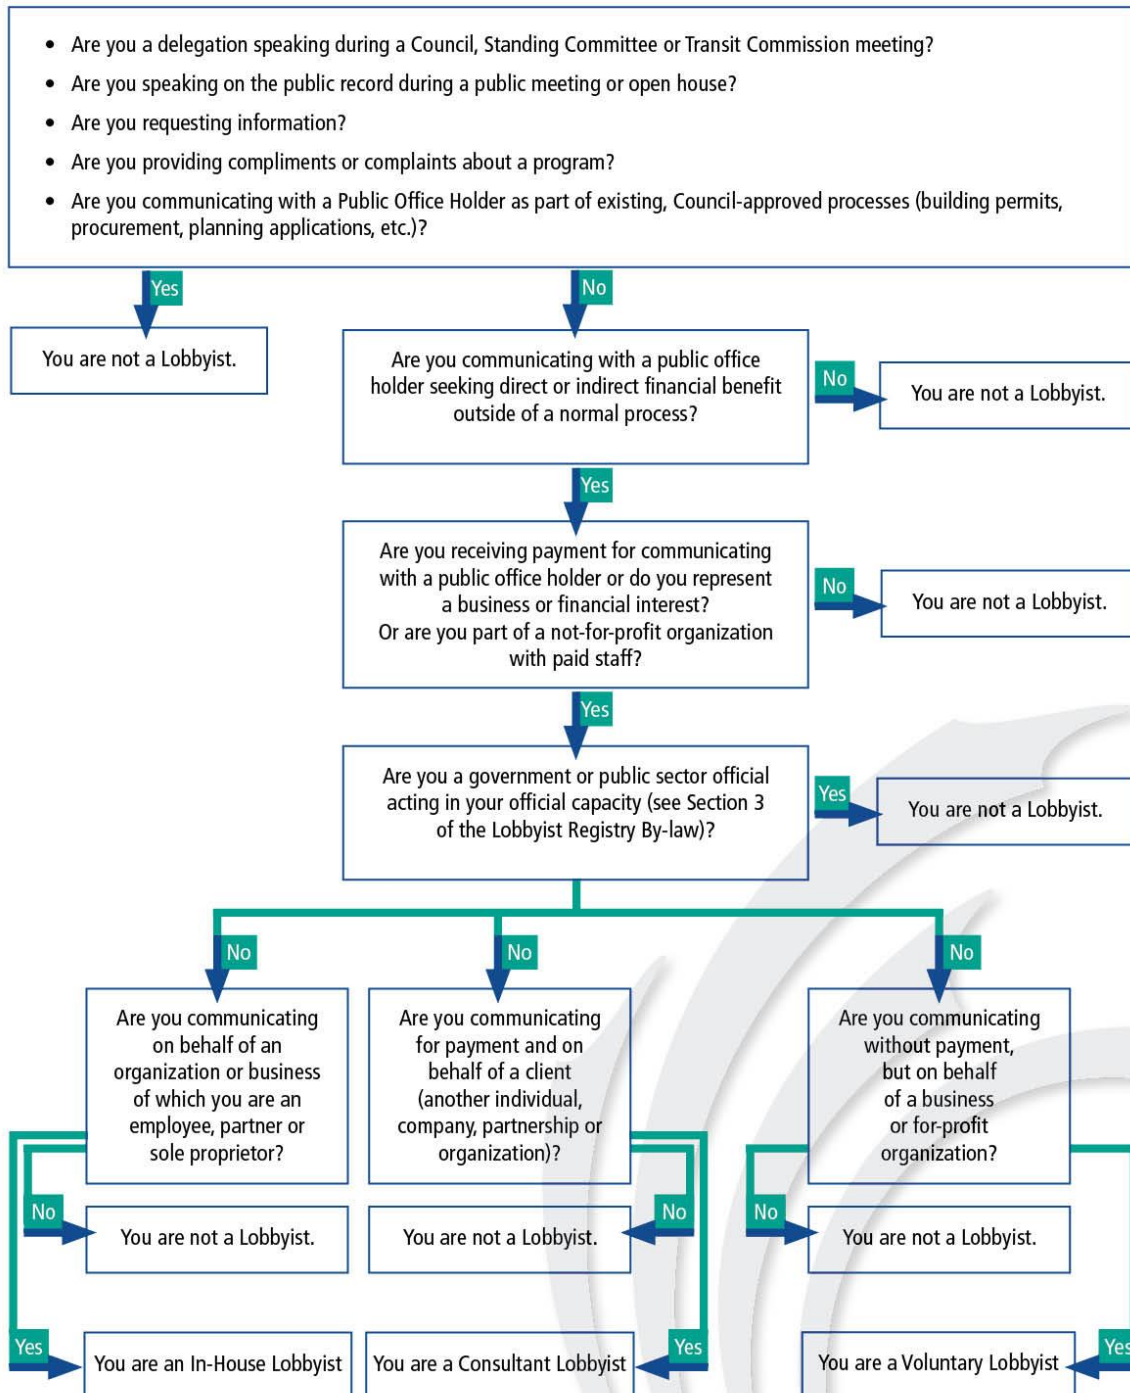 • Are you a delegation speaking during a Council, Standing Committee or Transit Commission meeting?
• Are you speaking on the public record during a public meeting or open house?
• Are you requesting information?
• Are you providing compliments or complaints about a program?
• Are you communicating with a Public Office Holder as part of existing, Council-approved processes (building permits,
procurement, planning applications, etc.)?
Yes
No
You are not a Lobbyist.
Are you communicating with a public office
holder seeking direct or indirect financial benefit
outside of a normal process?
No
You are not a Lobbyist.
Yes
Are you receiving payment for communicating
with a public office holder or do you represent
a business or financial interest?
Or are you part of a not-for-profit organization
with paid staff?
No
You are not a Lobbyist.
Yes
Are you a government or public sector official
acting in your official capacity (see Section 3
of the Lobbyist Registry By-law)?
Yes
You are not a Lobbyist.
No
No
No
Are you communicating
on behalf of an
organization or business
of which you are an
employee, partner or
sole proprietor?
Are you communicating
for payment and on
behalf of a client
(another individual,
company, partnership or
organization)?
Are you communicating
without payment,
but on behalf
of a business
or for-profit
organization?
No
You are not a Lobbyist.
You are not a Lobbyist.
No
No
You are not a Lobbyist.
Yes
You are an In-House Lobbyist
You are a Consultant Lobbyist
Yes
You are a Voluntary Lobbyist
Yes